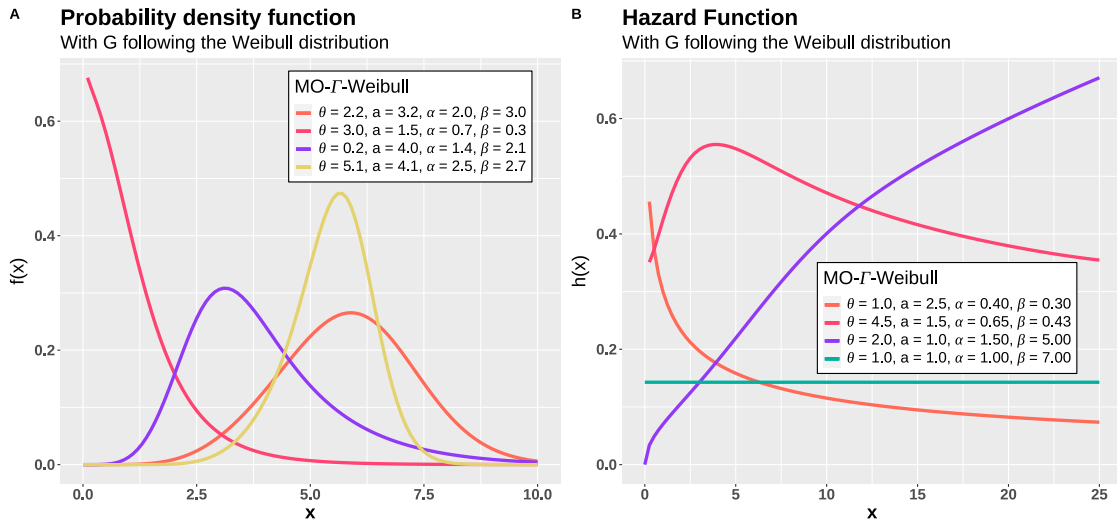 A
Probability density function
With G following the Weibull distribution
MO-Γ-Weibull
θ = 2.2, a = 3.2, α = 2.0, β = 3.0
θ = 3.0, a = 1.5, α = 0.7, β = 0.3
θ = 0.2, a = 4.0, α = 1.4, β = 2.1
θ = 5.1, a = 4.1, α = 2.5, β = 2.7
f(x)
0.6
0.4
0.2
0.0
0.0 2.5 5.0 7.5 10.0
x
B
Hazard Function
With G following the Weibull distribution
h(x)
0.6
0.4
0.2
0.0
MO-Γ-Weibull
θ = 1.0, a = 2.5, α = 0.40, β = 0.30
θ = 4.5, a = 1.5, α = 0.65, β = 0.43
θ = 2.0, a = 1.0, α = 1.50, β = 5.00
θ = 1.0, a = 1.0, α = 1.00, β = 7.00
0 5 10 15 20 25
x